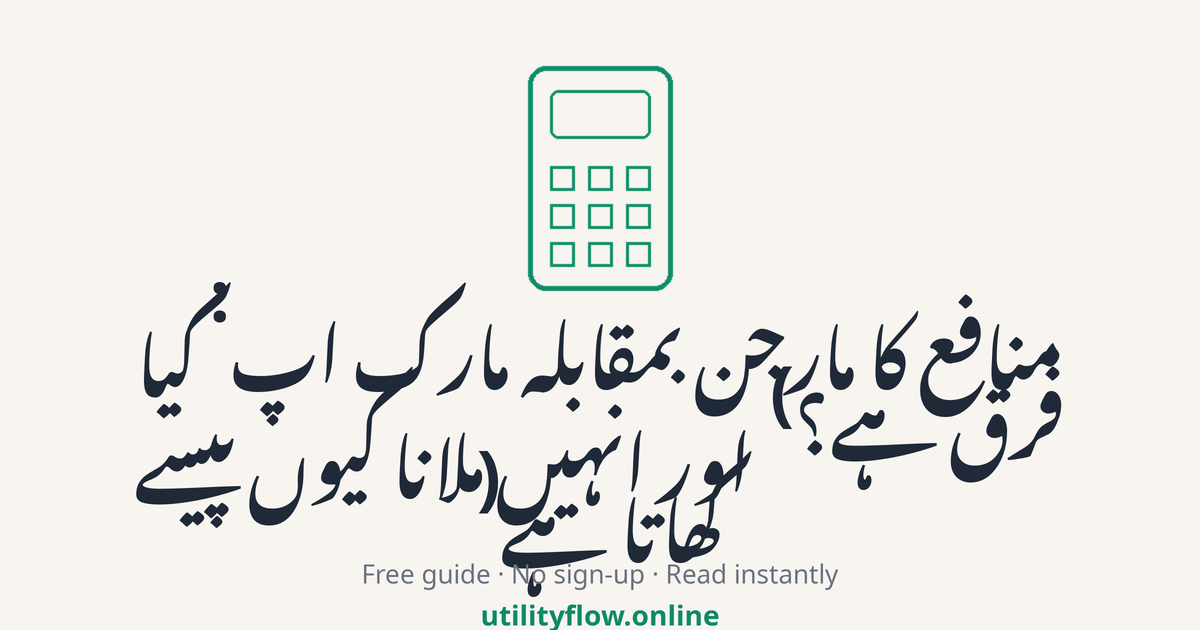 منافع کا مارجن بمقابلہ مارک اپ: کیا
فرق ہے؟ (اور انہیں) ملانا کیوں پیسے
کھاتا ہے
Free guide · No sign-up · Read instantly
utilityflow.online